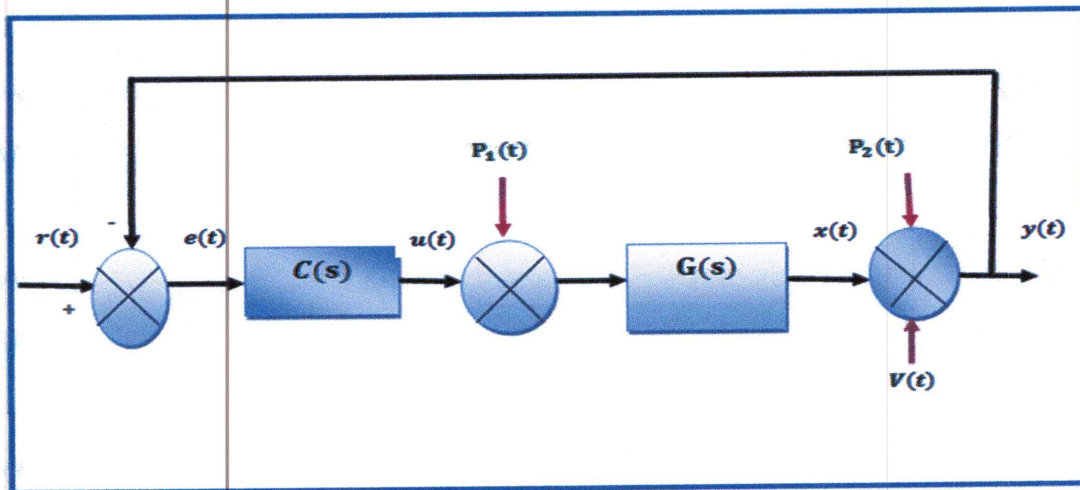 P₁(t)
P₂(t)
r(t)
-
e(t)
C(s)
u(t)
G(s)
x(t)
y(t)
+
V(t)